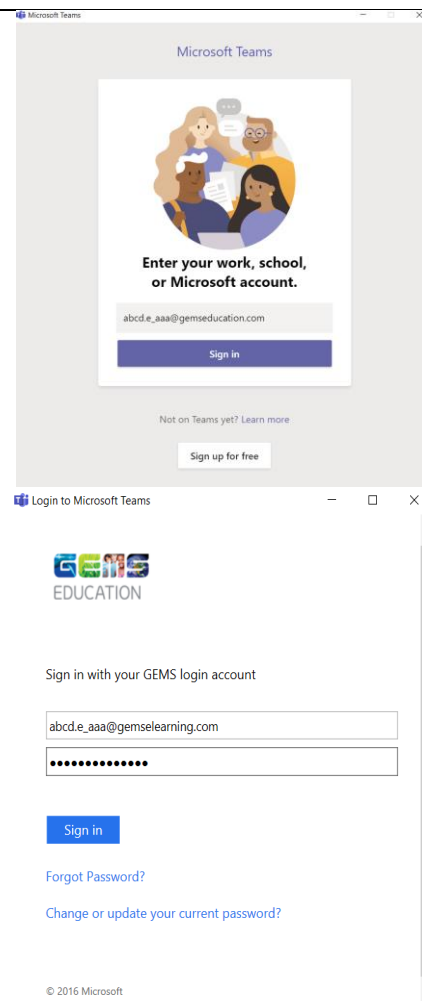 Microsoft Teams
Microsoft Teams
Enter your work, school,
or Microsoft account.
abcd.e_aaa@gemseducation.com
Sign in
Not on Teams yet? Learn more
Sign up for free
Login to Microsoft Teams
GEMS
EDUCATION
Sign in with your GEMS login account
abcd.e_aaa@gemselearning.com
••••••••••••••
Sign in
Forgot Password?
Change or update your current password?
© 2016 Microsoft